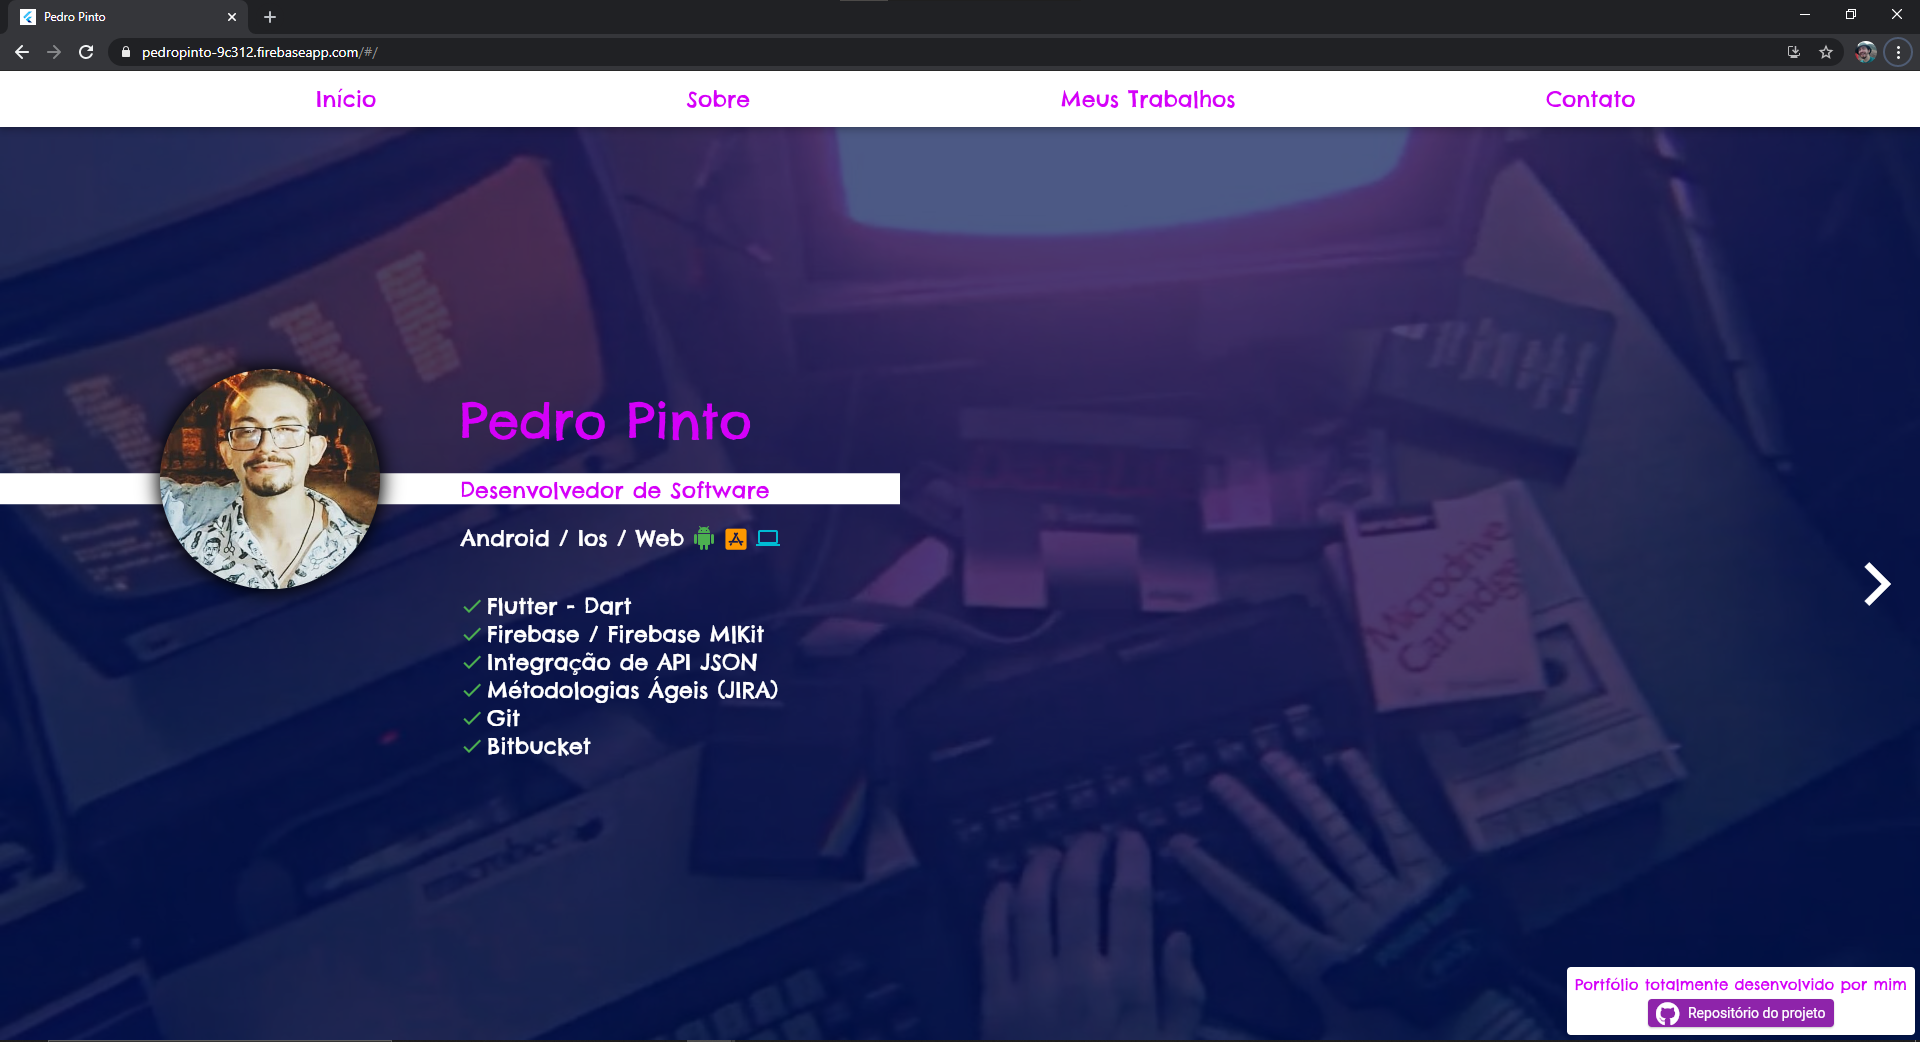 Pedro Pinto
pedropinto-9c312.firebaseapp.com/#/
Início
Sobre
Meus Trabalhos
Contato
Pedro Pinto
Desenvolvedor de Software
Android / Ios / Web
Flutter - Dart
Firebase / Firebase MlKit
Integração de API JSON
Métodologias Ágeis (JIRA)
Git
Bitbucket
Microdrive
Cartridge
Portfólio totalmente desenvolvido por mim
Repositório do projeto